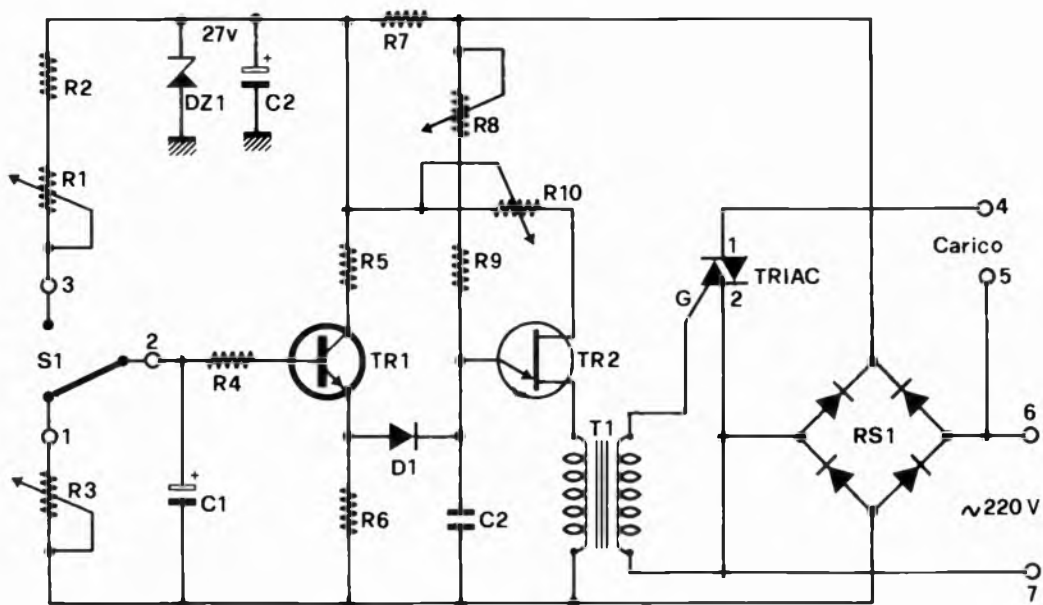 27v
R7
R2
DZ1
C2
R8
R1
R10
4
1
Carico
R5
R9
TRIAC
3
G
2
5
2
S1
TR1
TR2
R4
6
T1
RS1
1
D1
R3
C1
R6
C2
~220 V
7